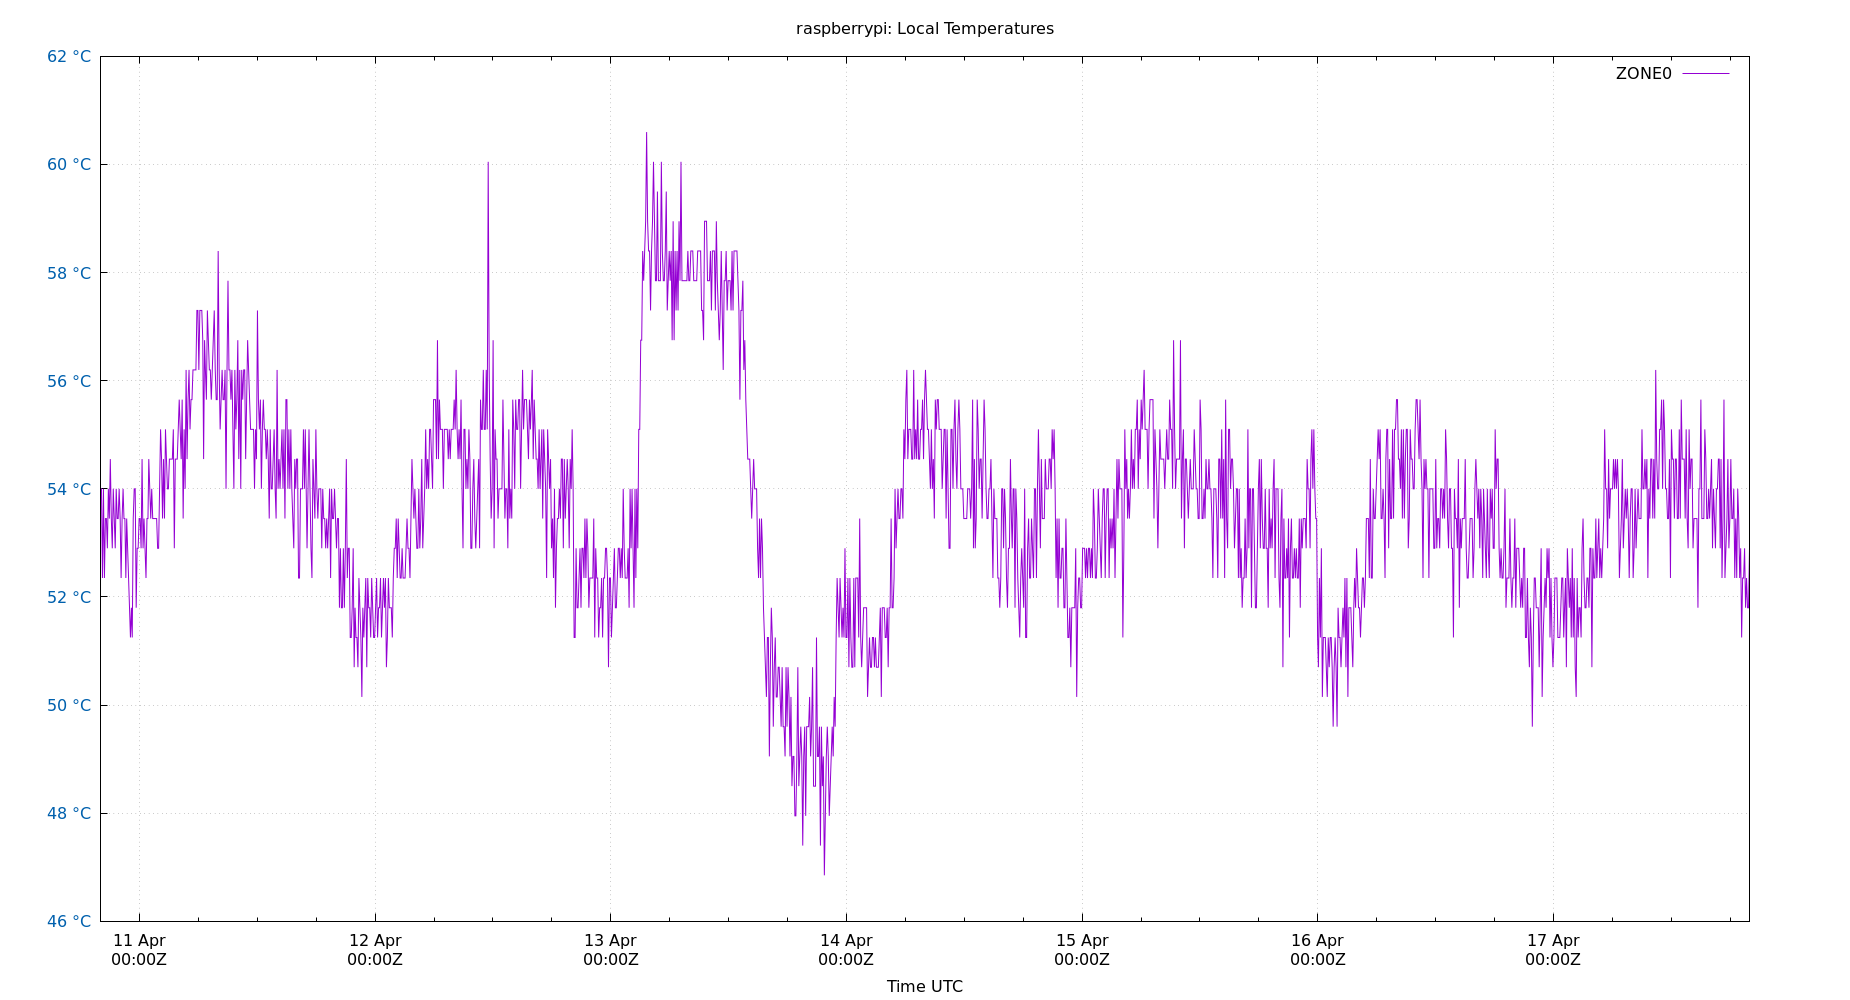 raspberrypi: Local Temperatures
62 °C
ZONE0
60 °C
58 °C
56 °C
54 °C
52 °C
50 °C
48 °C
46 °C
11 Apr 12 Apr 13 Apr 14 Apr 15 Apr 16 Apr 17 Apr
00:00Z 00:00Z 00:00Z 00:00Z 00:00Z 00:00Z 00:00Z
Time UTC